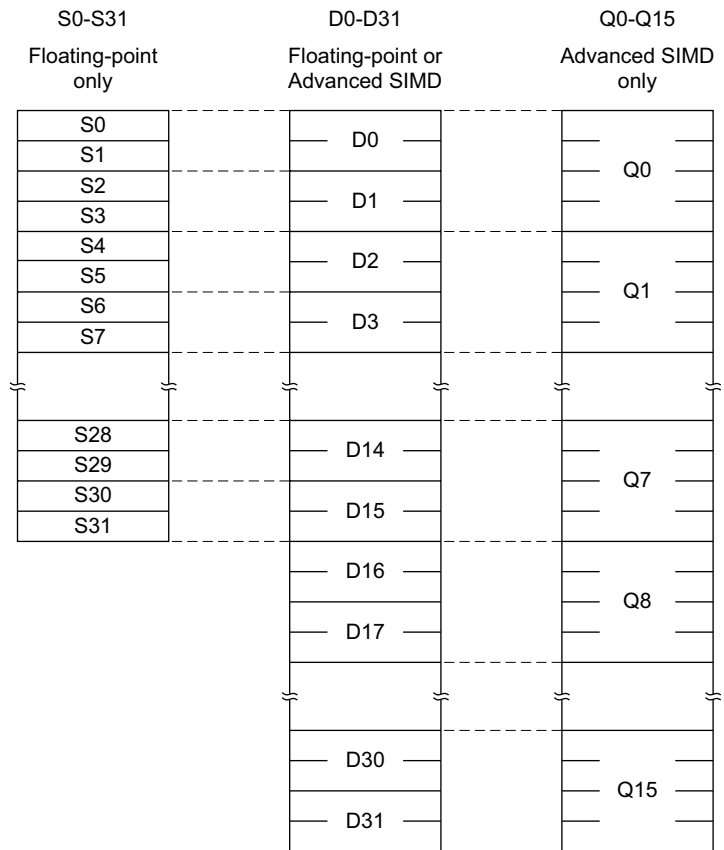 S0-S31
D0-D31
Q0-Q15
Floating-point
only
Floating-point or
Advanced SIMD
Advanced SIMD
only
S0
S1
S2
S3
S4
S5
S6
S7
S28
S29
S30
S31
D0
D1
D2
D3
D14
D15
D16
D17
D30
D31
Q0
Q1
Q7
Q8
Q15